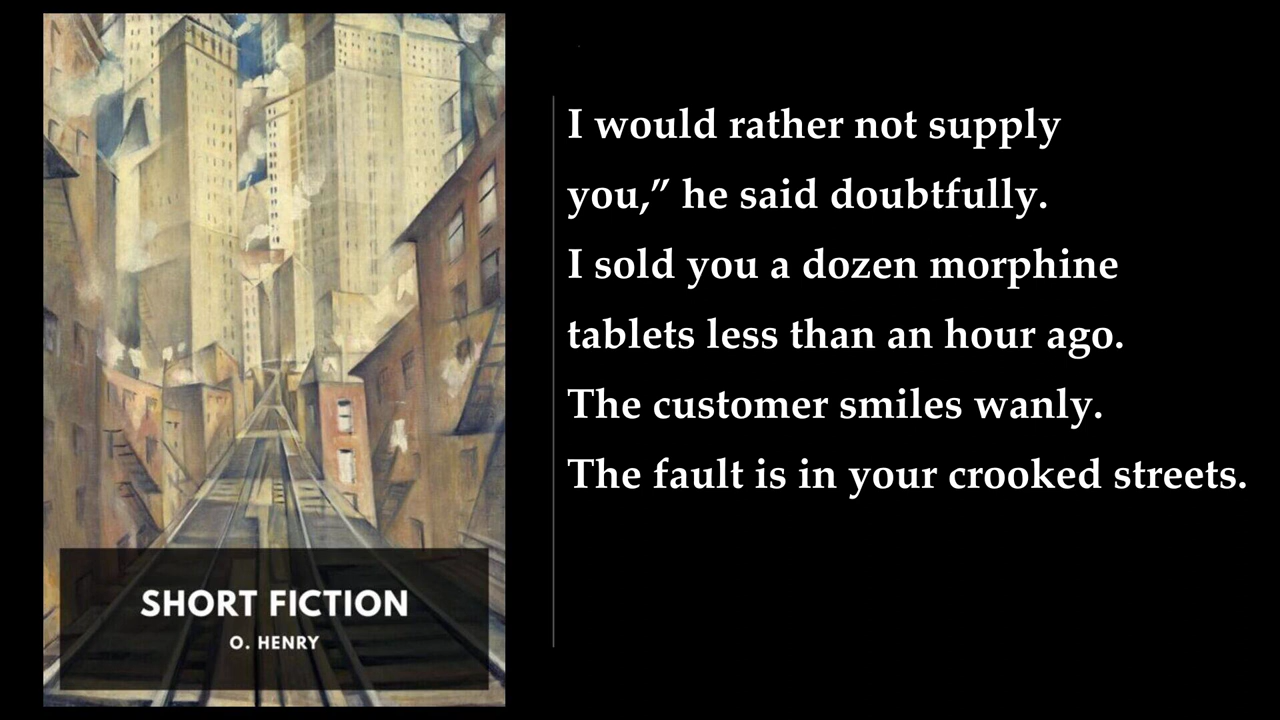 SHORT FICTION
O. HENRY
I would rather not supply
you,” he said doubtfully.
I sold you a dozen morphine
tablets less than an hour ago.
The customer smiles wanly.
The fault is in your crooked streets.